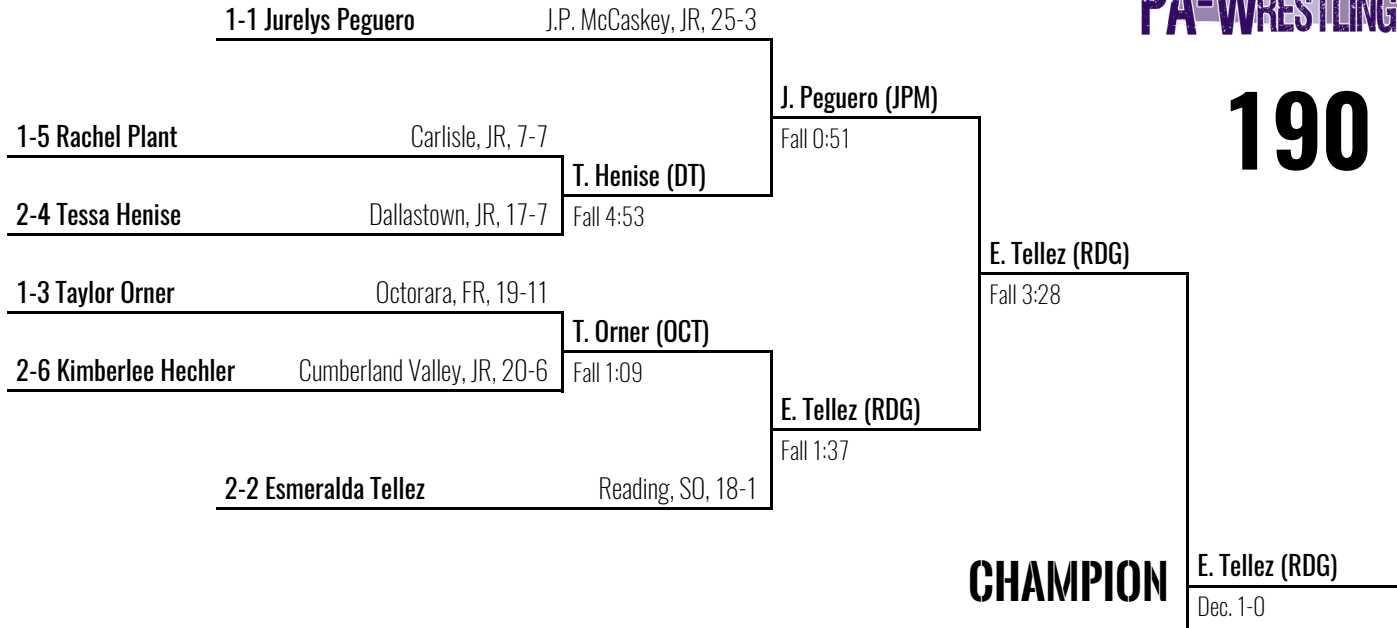 PA-WRESTLING
190
1-1 Jurelys Peguero J.P. McCaskey, JR, 25-3
J. Peguero (JPM)
Fall 0:51
1-5 Rachel Plant Carlisle, JR, 7-7
T. Henise (DT)
2-4 Tessa Henise Dallastown, JR, 17-7
Fall 4:53
E. Tellez (RDG)
Fall 3:28
1-3 Taylor Orner Octorara, FR, 19-11
T. Orner (OCT)
2-6 Kimberlee Hechler Cumberland Valley, JR, 20-6
Fall 1:09
E. Tellez (RDG)
Fall 1:37
2-2 Esmeralda Tellez Reading, SO, 18-1
CHAMPION
E. Tellez (RDG)
Dec. 1-0